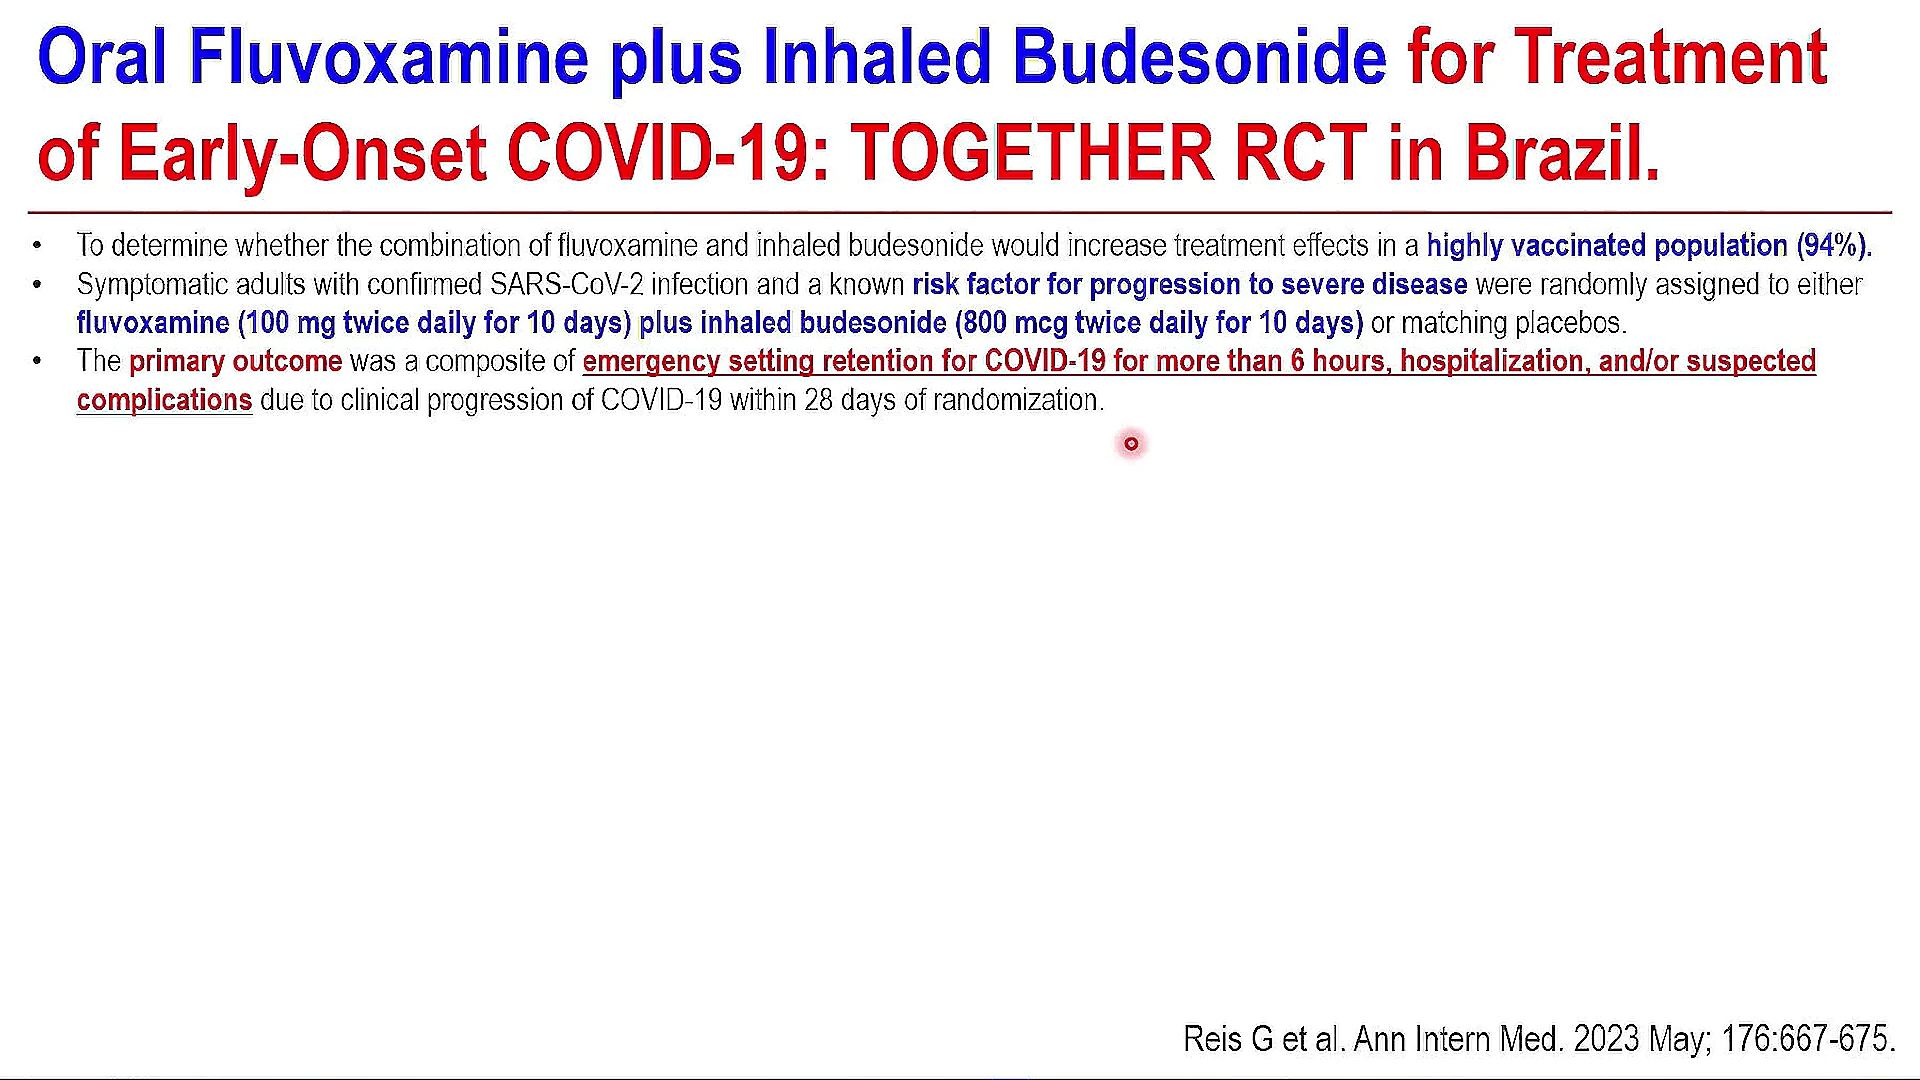 Oral Fluvoxamine plus Inhaled Budesonide for Treatment
of Early-Onset COVID-19: TOGETHER RCT in Brazil.
• To determine whether the combination of fluvoxamine and inhaled budesonide would increase treatment effects in a highly vaccinated population (94%).
• Symptomatic adults with confirmed SARS-CoV-2 infection and a known risk factor for progression to severe disease were randomly assigned to either
fluvoxamine (100 mg twice daily for 10 days) plus inhaled budesonide (800 mcg twice daily for 10 days) or matching placebos.
• The primary outcome was a composite of emergency setting retention for COVID-19 for more than 6 hours, hospitalization, and/or suspected
complications due to clinical progression of COVID-19 within 28 days of randomization.
Reis G et al. Ann Intern Med. 2023 May; 176:667-675.